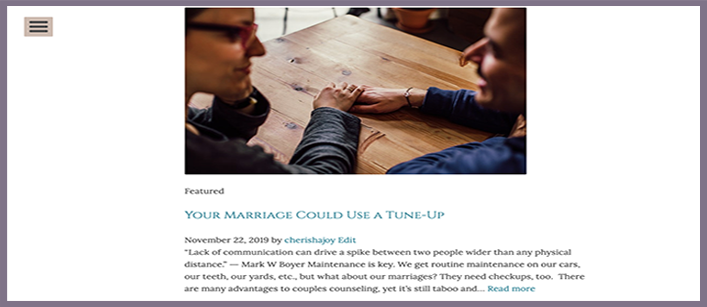 Featured
Your Marriage Could Use a Tune-Up
November 22, 2019 by cherishajoy Edit
“Lack of communication can drive a spike between two people wider than any physical
distance.” — Mark W Boyer Maintenance is key. We get routine maintenance on our cars,
our teeth, our yards, etc., but what about our marriages? They need checkups, too.  There
are many advantages to couples counseling, yet it’s still taboo and... Read more